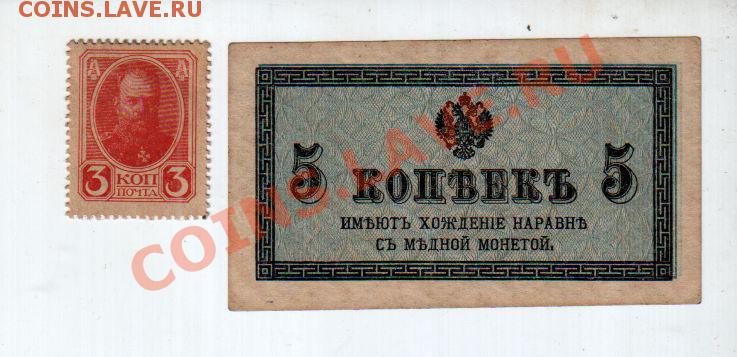 COINS.LAVE.RU
А А
3 КОП 3
ПОЧТА
5 КОПѢЕКЪ 5
ИМѢЮТЪ ХОЖДЕНІЕ НАРАВНѢ
СЪ МѢДНОЙ МОНЕТОЙ.
COINS.LAVE.RU